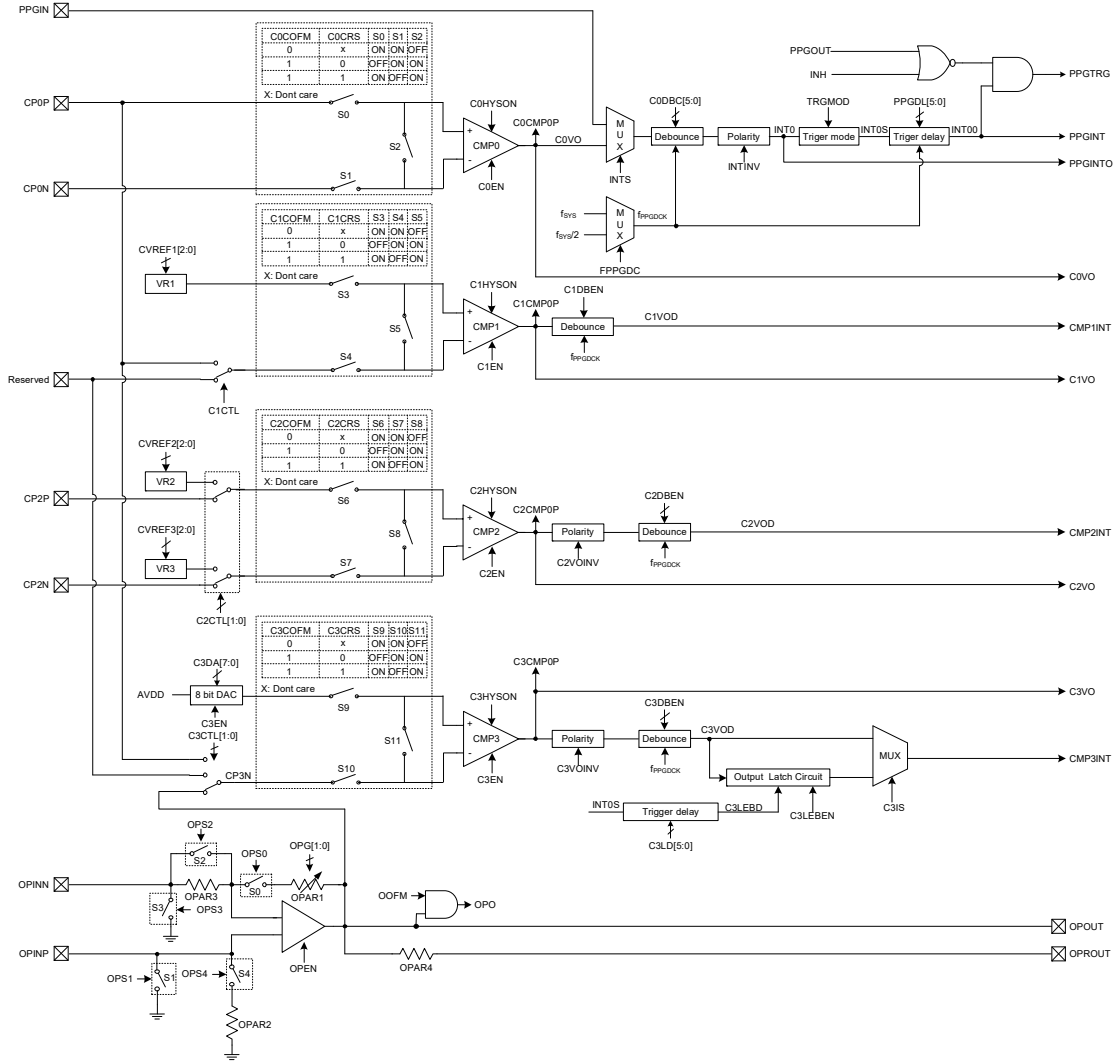 PPGIN
C0COFM C0CRS S0 S1 S2
0 x ON ON OFF
1 0 OFF ON ON
1 1 ON OFF ON
X: Dont care
CP0P
S0
S2
C0HYSON
+
CMP0
-
C0EN
C0CMP0P
C0VO
S1
CP0N
MUX
INTS
C0DBC[5:0]
Debounce
Polarity
INTINV
INT0
TRGMOD
Triger mode
INT0S
PPGDL[5:0]
Triger delay
INT00
PPGOUT
INH
PPGTRG
PPGINT
PPGINTO
fSYS
fSYS/2
MUX
fPPGDCK
FPPGDC
C0VO
C1COFM C1CRS S3 S4 S5
0 x ON ON OFF
1 0 OFF ON ON
1 1 ON OFF ON
X: Dont care
CVREF1[2:0]
VR1
S3
S5
S4
C1HYSON
+
CMP1
-
C1EN
C1CMP0P
C1DBEN
Debounce
fPPGDCK
C1VOD
CMP1INT
C1VO
Reserved
C1CTL
C2COFM C2CRS S6 S7 S8
0 x ON ON OFF
1 0 OFF ON ON
1 1 ON OFF ON
X: Dont care
CVREF2[2:0]
VR2
CP2P
CVREF3[2:0]
VR3
CP2N
C2CTL[1:0]
S6
S8
S7
C2HYSON
+
CMP2
-
C2EN
C2CMP0P
Polarity
C2VOINV
C2DBEN
Debounce
fPPGDCK
C2VOD
CMP2INT
C2VO
C3COFM C3CRS S9 S10 S11
0 x ON ON OFF
1 0 OFF ON ON
1 1 ON OFF ON
X: Dont care
C3DA[7:0]
AVDD
8 bit DAC
C3EN
C3CTL[1:0]
CP3N
S9
S11
S10
C3HYSON
+
CMP3
-
C3EN
C3CMP0P
C3VO
Polarity
C3VOINV
C3DBEN
Debounce
fPPGDCK
C3VOD
Output Latch Circuit
MUX
C3IS
CMP3INT
INT0S
Trigger delay
C3LEBD
C3LEBEN
C3LD[5:0]
OPS2
S2
OPS0
S0
OPG[1:0]
OPAR1
OPINN
OPAR3
S3
OPS3
OPINP
OPS1
S1
OPS4
S4
OPAR2
OPEN
OOFM
OPO
OPAR4
OPOUT
OPROUT